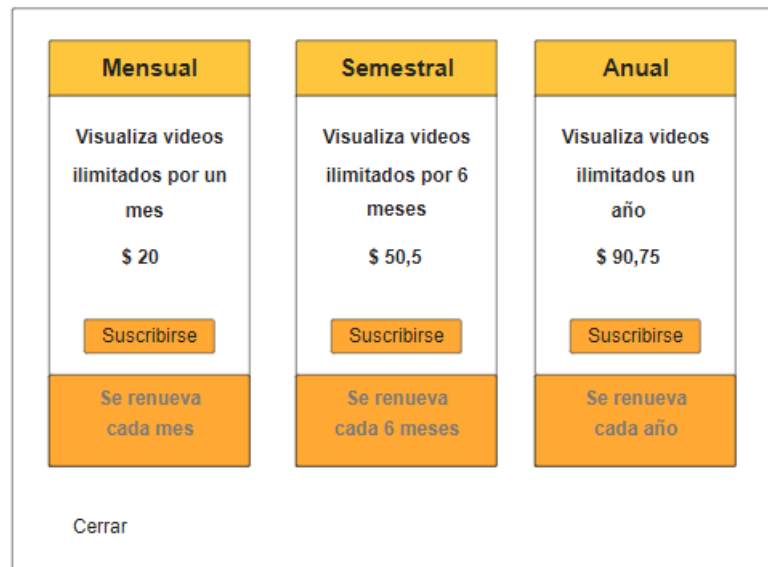 Mensual
Visualiza videos
ilimitados por un
mes
$ 20
Suscribirse
Se renueva
cada mes
Semestral
Visualiza videos
ilimitados por 6
meses
$ 50,5
Suscribirse
Se renueva
cada 6 meses
Anual
Visualiza videos
ilimitados un
año
$ 90,75
Suscribirse
Se renueva
cada año
Cerrar